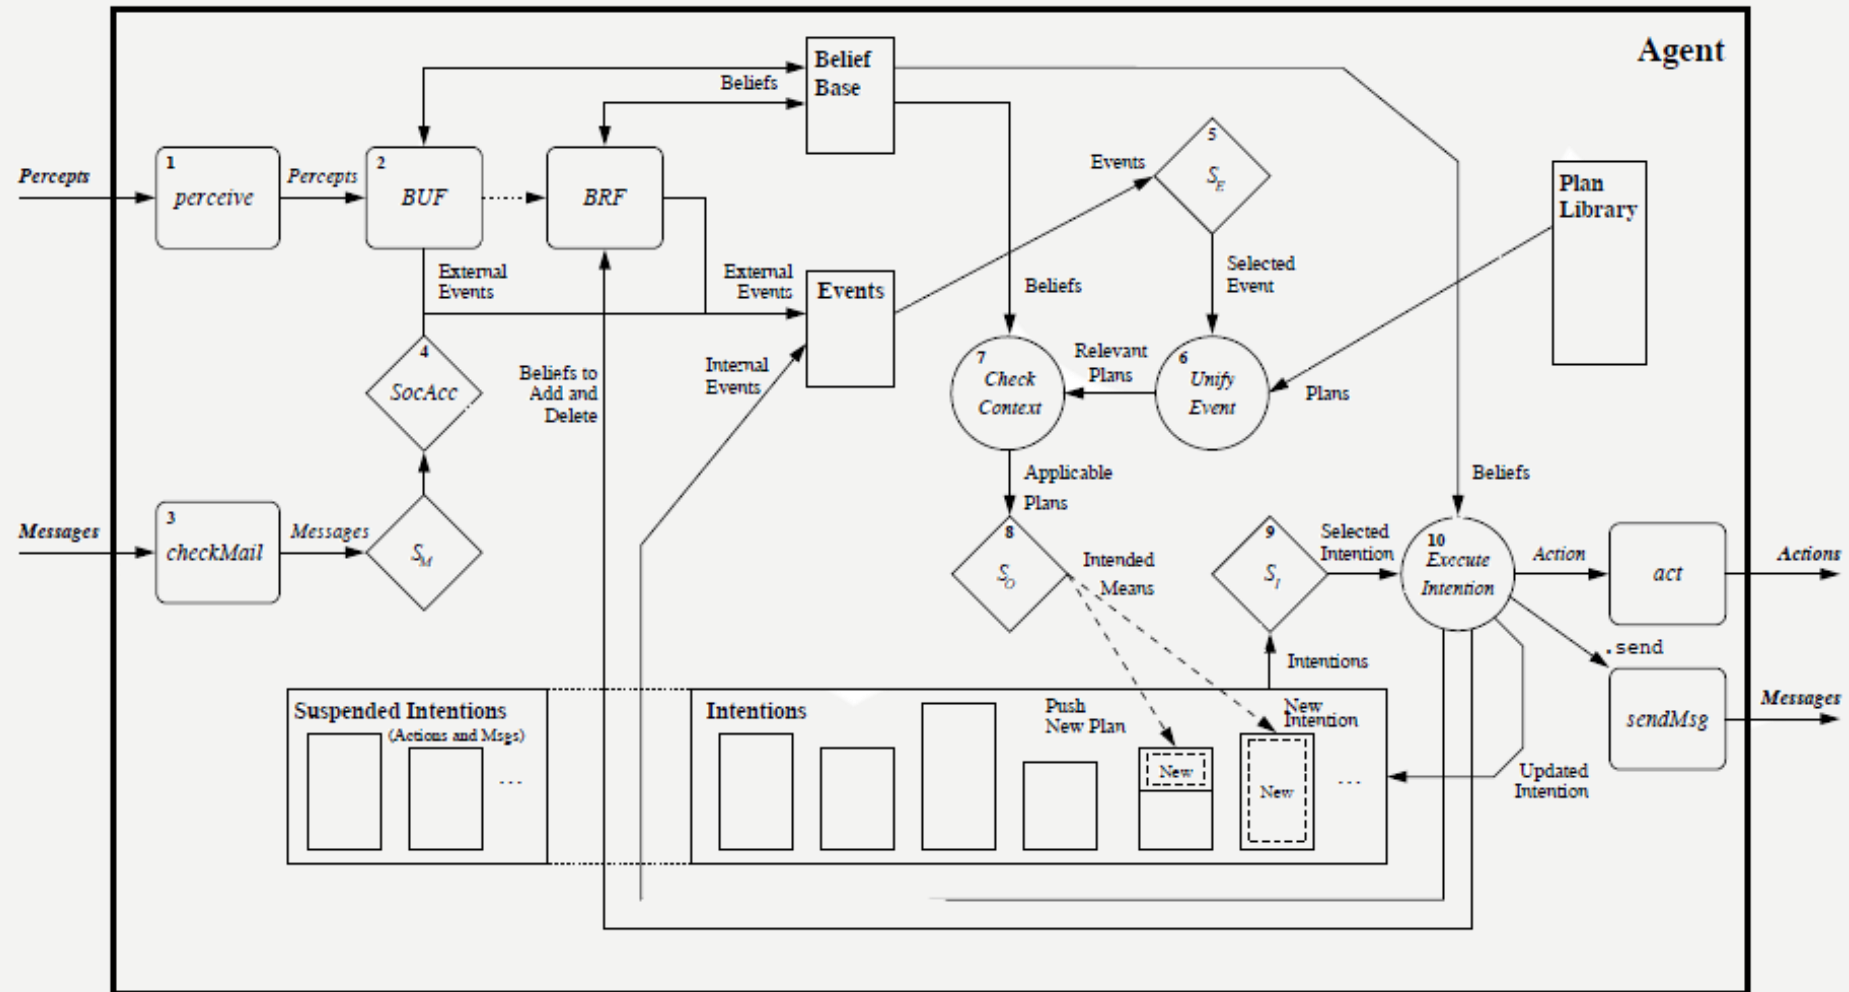 Agent
Belief
Base
Beliefs
5
S_E
Events
Plan
Library
Percepts
1
perceive
Percepts
2
BUF
BRF
External
Events
External
Events
Events
Selected
Event
Beliefs
4
SocAcc
Beliefs to
Add and
Delete
Internal
Events
7
Check
Context
Relevant
Plans
6
Unify
Event
Plans
Applicable
Plans
Beliefs
Messages
3
checkMail
Messages
S_M
8
S_O
Intended
Means
9
S_I
Selected
Intention
10
Execute
Intention
Action
act
Actions
.send
Intentions
sendMsg
Messages
Suspended Intentions
(Actions and Msgs)
...
Intentions
Push
New Plan
New
New
Intention
New
...
Updated
Intention